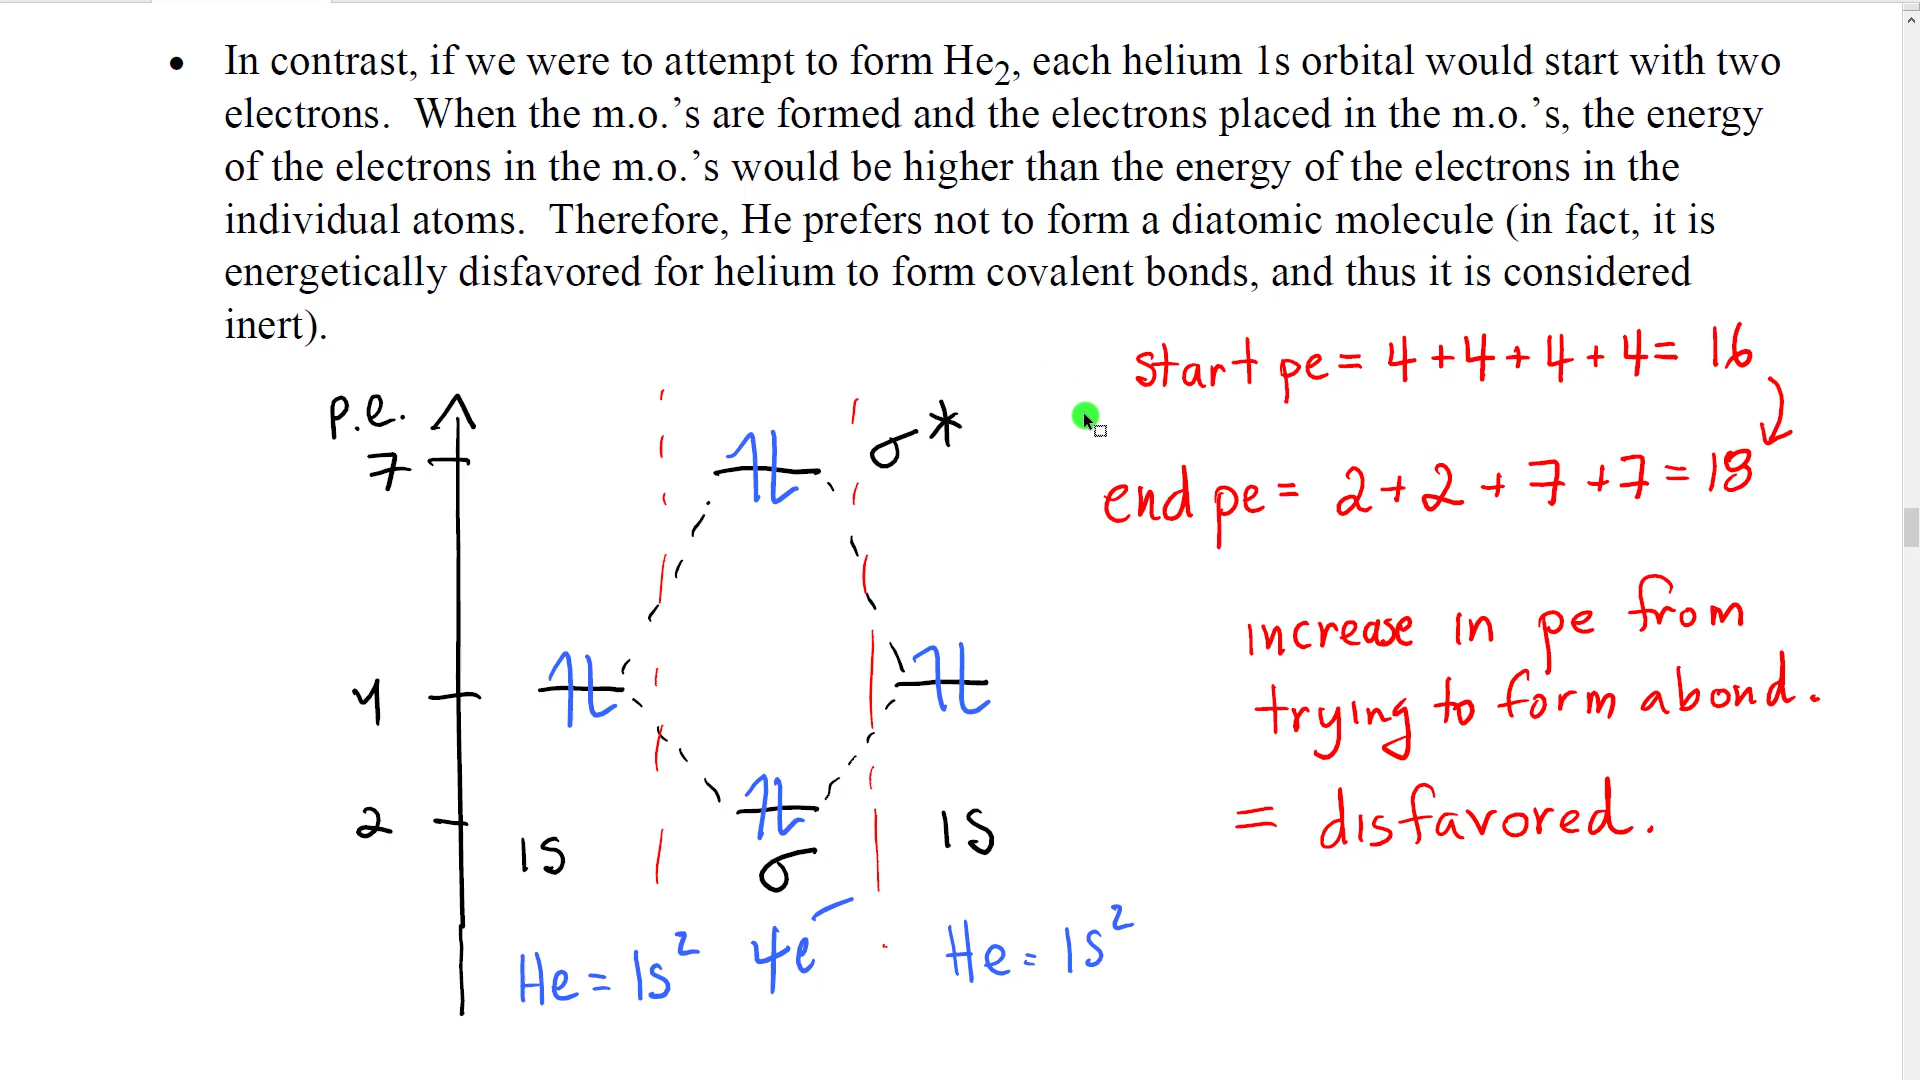 • In contrast, if we were to attempt to form He₂, each helium 1s orbital would start with two
electrons.  When the m.o.’s are formed and the electrons placed in the m.o.’s, the energy
of the electrons in the m.o.’s would be higher than the energy of the electrons in the
individual atoms.  Therefore, He prefers not to form a diatomic molecule (in fact, it is
energetically disfavored for helium to form covalent bonds, and thus it is considered
inert).
start pe = 4 + 4 + 4 + 4 = 16
end pe = 2 + 2 + 7 + 7 = 18
increase in pe from
trying to form a bond.
= disfavored.
p.e.
7
σ*
4
2
1s
σ
1s
He = 1s²
4e⁻
He = 1s²